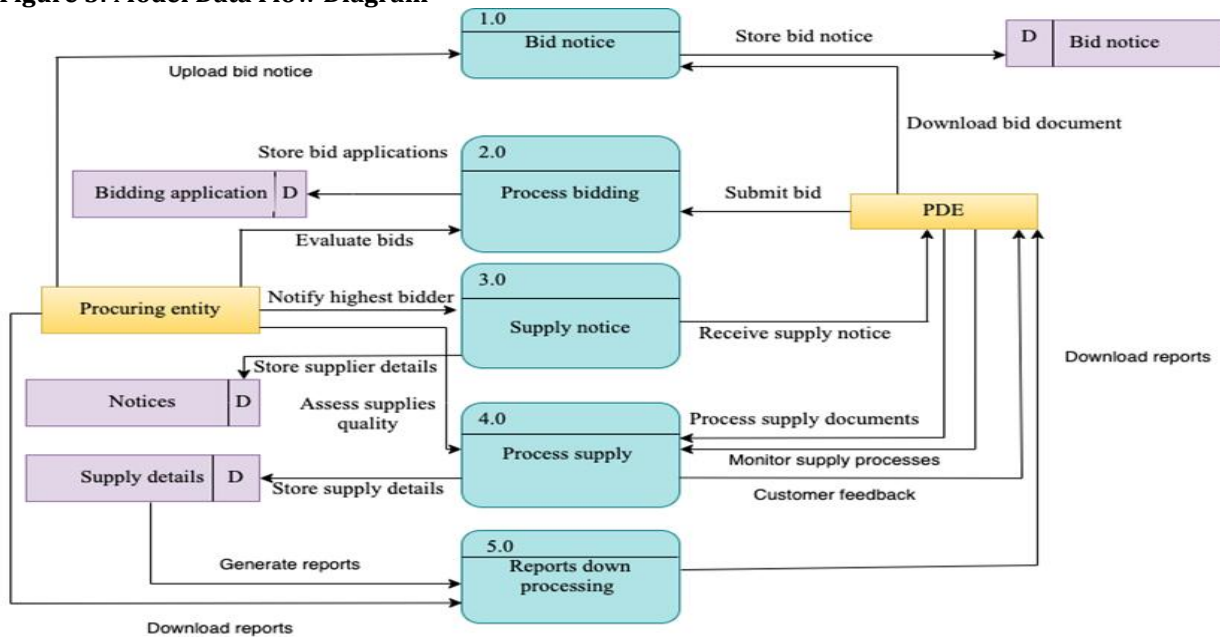 Figure 3: Model Data Flow Diagram
1.0
Bid notice
Store bid notice
D
Bid notice
Upload bid notice
Download bid document
Store bid applications
2.0
Bidding application
D
Process bidding
Submit bid
PDE
Evaluate bids
3.0
Procuring entity
Notify highest bidder
Supply notice
Receive supply notice
Download reports
Store supplier details
Notices
D
Assess supplies
quality
4.0
Process supply documents
Process supply
Monitor supply processes
Supply details
D
Store supply details
Customer feedback
5.0
Generate reports
Reports down
processing
Download reports